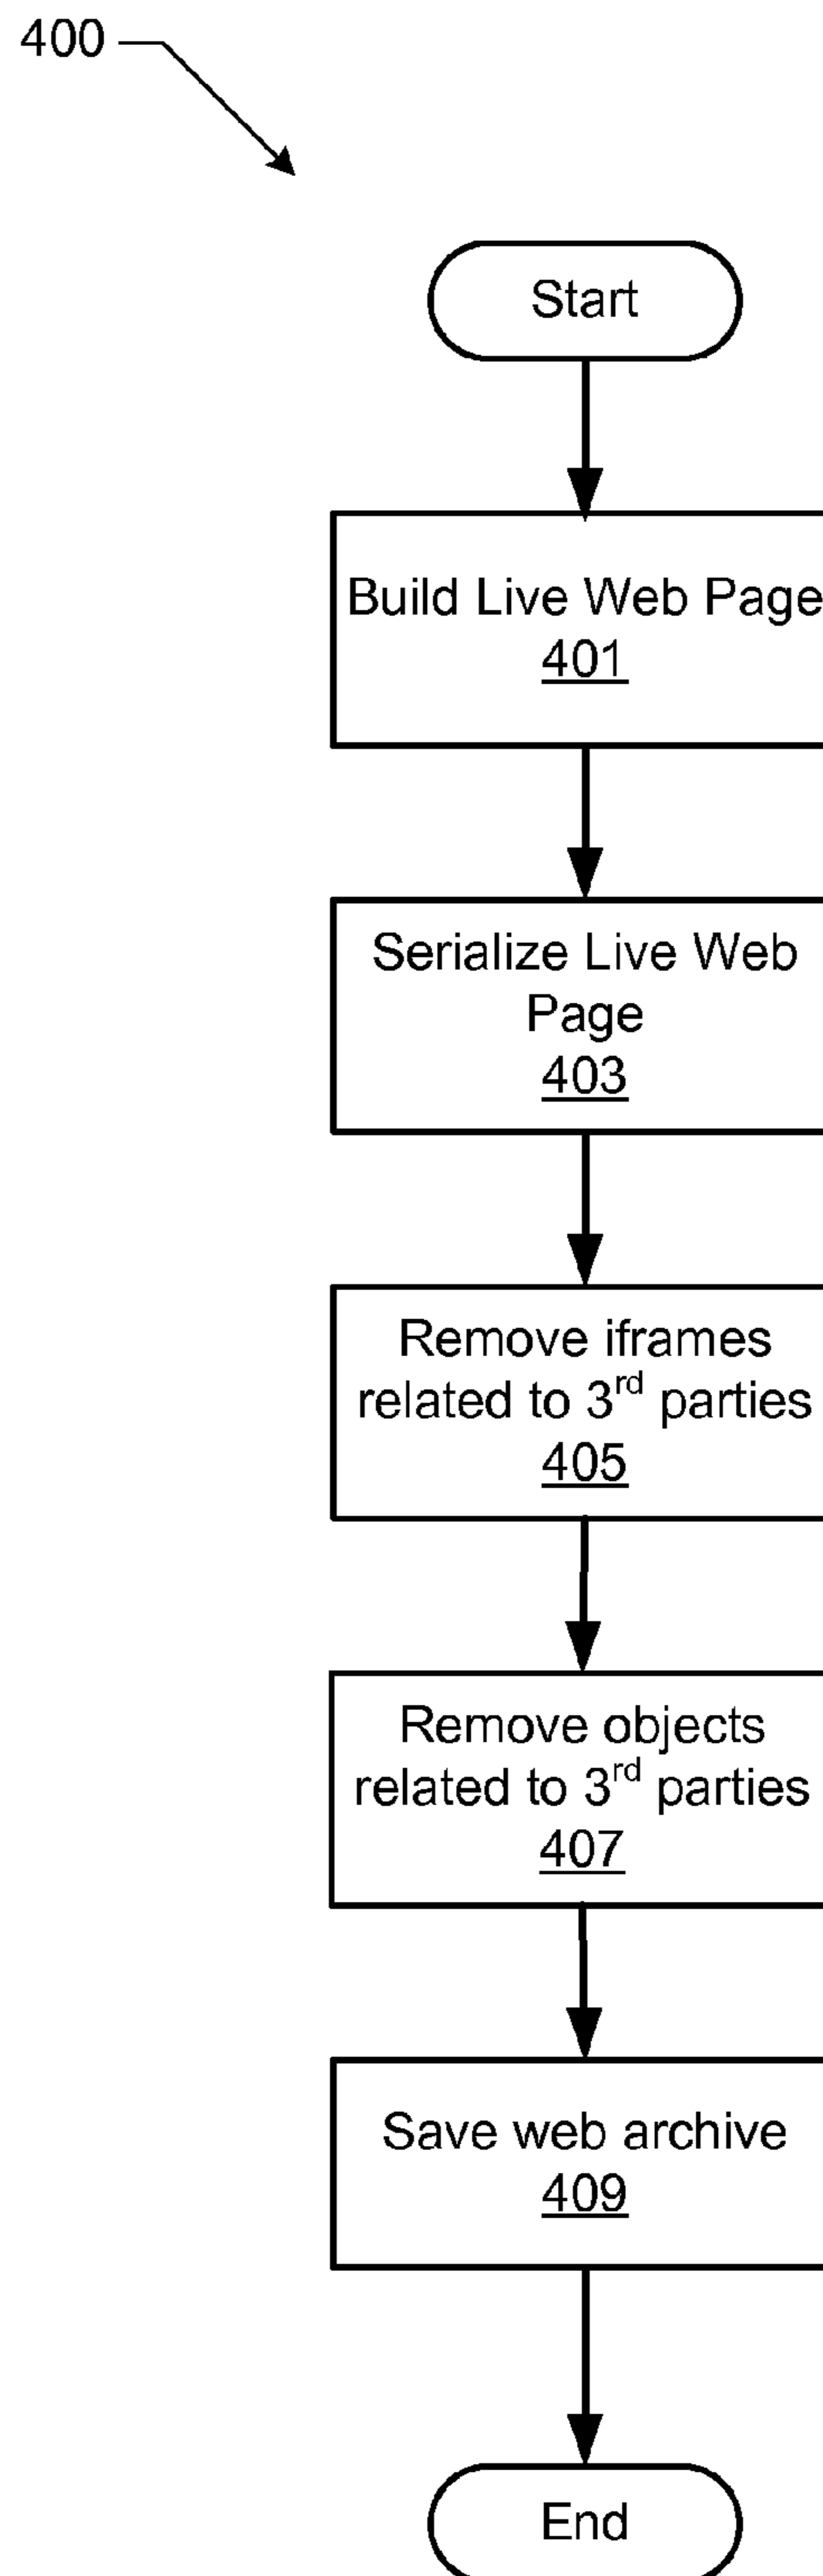 400
Start
Build Live Web Page
401
Serialize Live Web
Page
403
Remove iframes
related to 3rd parties
405
Remove objects
related to 3rd parties
407
Save web archive
409
End